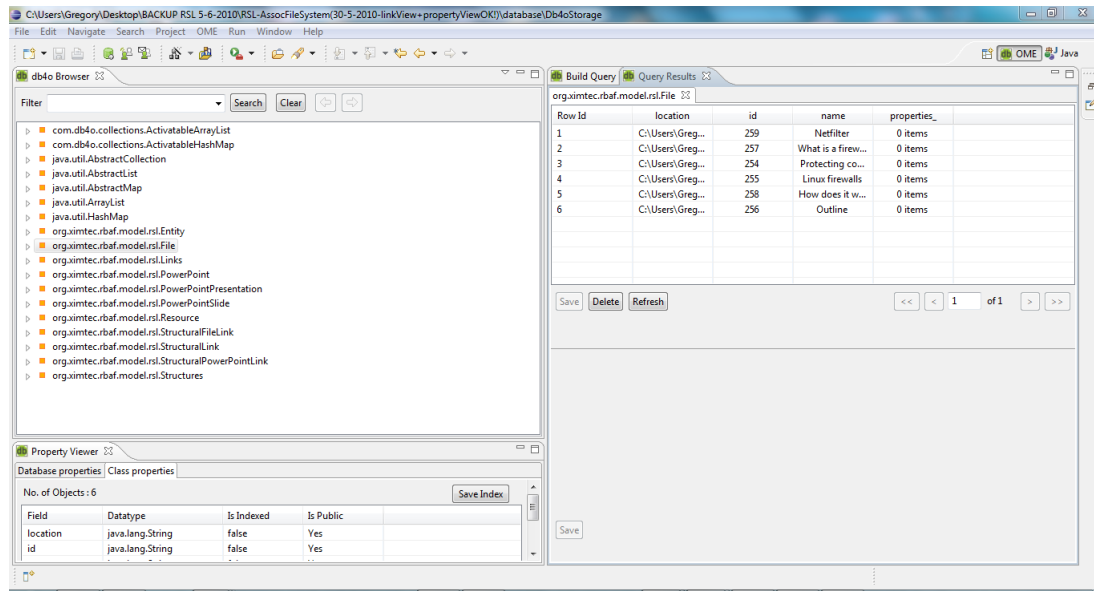 C:\Users\Gregory\Desktop\BACKUP RSL 5-6-2010\RSL-AssocFileSystem(30-5-2010-linkView+propertyViewOK!)\database\Db4oStorage
File Edit Navigate Search Project OME Run Window Help
OME Java
db4o Browser
Filter Search Clear
com.db4o.collections.ActivatableArrayList
com.db4o.collections.ActivatableHashMap
java.util.AbstractCollection
java.util.AbstractList
java.util.AbstractMap
java.util.ArrayList
java.util.HashMap
org.ximtec.rbaf.model.rsl.Entity
org.ximtec.rbaf.model.rsl.File
org.ximtec.rbaf.model.rsl.Links
org.ximtec.rbaf.model.rsl.PowerPoint
org.ximtec.rbaf.model.rsl.PowerPointPresentation
org.ximtec.rbaf.model.rsl.PowerPointSlide
org.ximtec.rbaf.model.rsl.Resource
org.ximtec.rbaf.model.rsl.StructuralFileLink
org.ximtec.rbaf.model.rsl.StructuralLink
org.ximtec.rbaf.model.rsl.StructuralPowerPointLink
org.ximtec.rbaf.model.rsl.Structures
Property Viewer
Database properties Class properties
No. of Objects : 6 Save Index
Field Datatype Is Indexed Is Public
location java.lang.String false Yes
id java.lang.String false Yes
Build Query Query Results
org.ximtec.rbaf.model.rsl.File
Row Id location id name properties_
1 C:\Users\Greg... 259 Netfilter 0 items
2 C:\Users\Greg... 257 What is a firew... 0 items
3 C:\Users\Greg... 254 Protecting co... 0 items
4 C:\Users\Greg... 255 Linux firewalls 0 items
5 C:\Users\Greg... 258 How does it w... 0 items
6 C:\Users\Greg... 256 Outline 0 items
Save Delete Refresh << < 1 of 1 > >>
Save